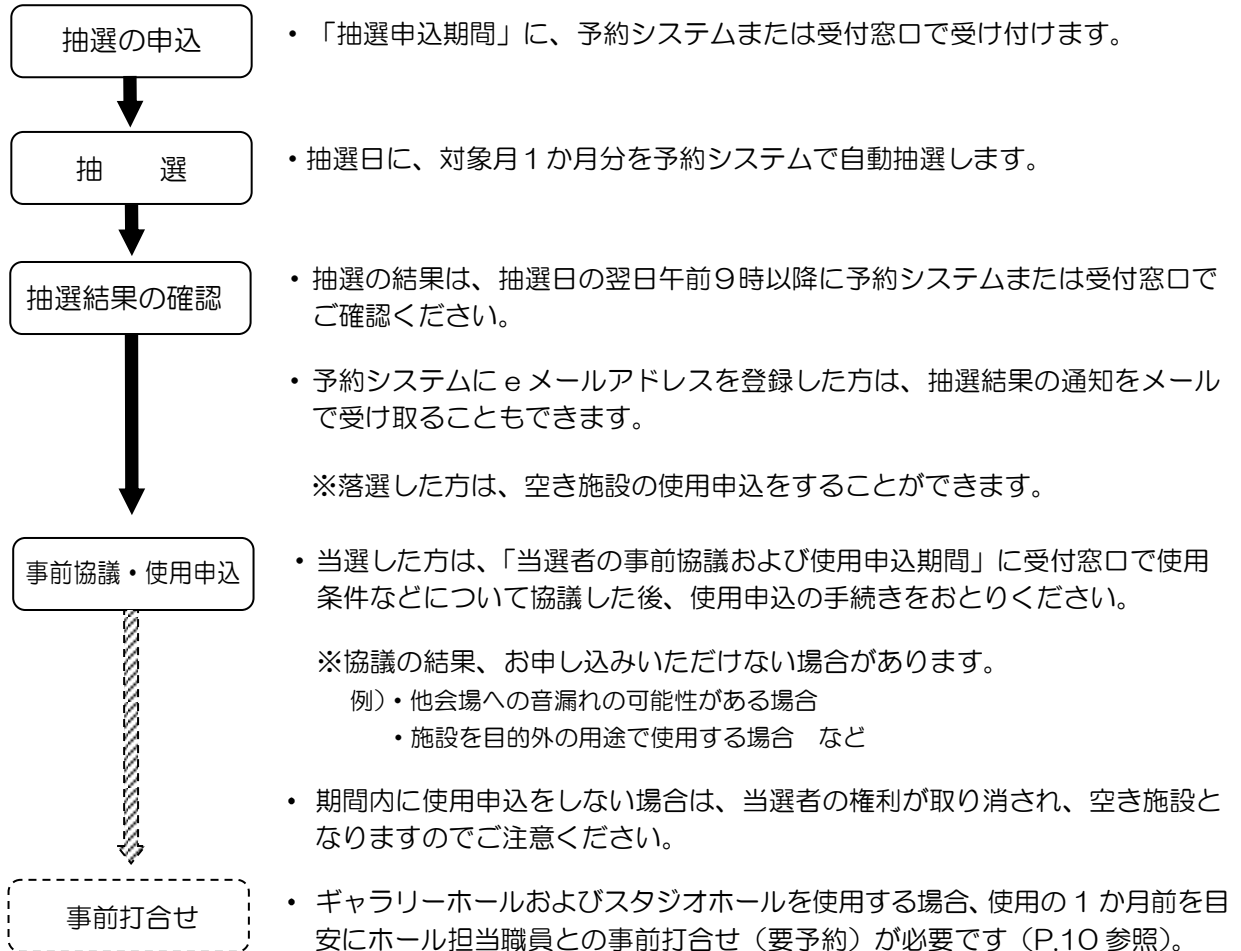 抽選の申込
・「抽選申込期間」に、予約システムまたは受付窓口で受け付けます。
抽　　選
・抽選日に、対象月１か月分を予約システムで自動抽選します。
抽選結果の確認
・抽選の結果は、抽選日の翌日午前９時以降に予約システムまたは受付窓口で
ご確認ください。
・予約システムにｅメールアドレスを登録した方は、抽選結果の通知をメール
で受け取ることもできます。
※落選した方は、空き施設の使用申込をすることができます。
事前協議・使用申込
・当選した方は、「当選者の事前協議および使用申込期間」に受付窓口で使用
条件などについて協議した後、使用申込の手続きをおとりください。
※協議の結果、お申し込みいただけない場合があります。
例）・他会場への音漏れの可能性がある場合
・施設を目的外の用途で使用する場合　など
・期間内に使用申込をしない場合は、当選者の権利が取り消され、空き施設と
なりますのでご注意ください。
事前打合せ
・ギャラリーホールおよびスタジオホールを使用する場合、使用の１か月前を目
安にホール担当職員との事前打合せ（要予約）が必要です（P.10 参照）。